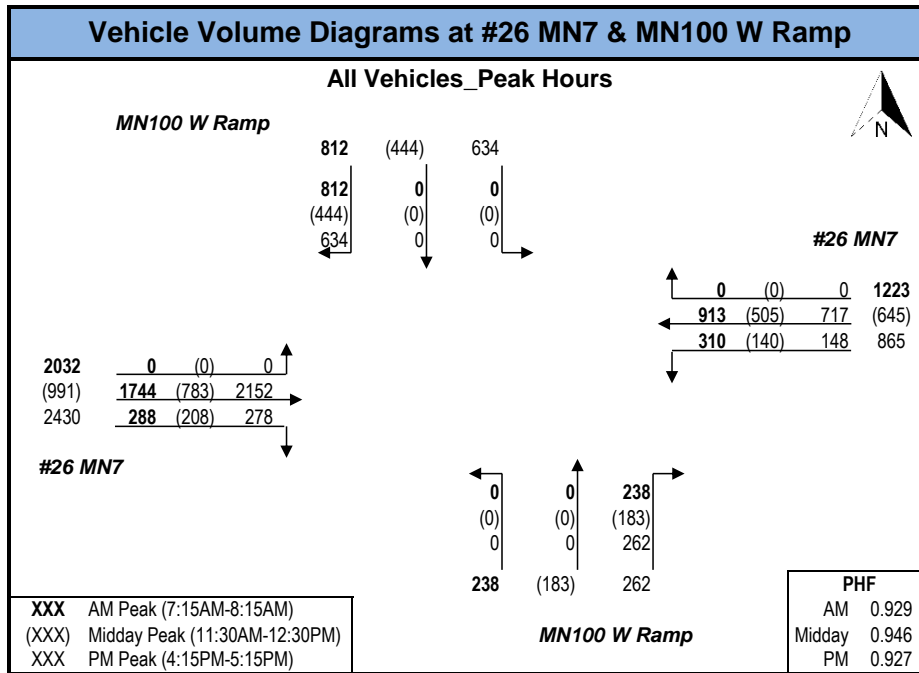 Vehicle Volume Diagrams at #26 MN7 & MN100 W Ramp
All Vehicles_Peak Hours
MN100 W Ramp
N
812 (444) 634
812 0 0
(444) (0) (0)
634 0 0
#26 MN7
0 (0) 0 1223
913 (505) 717 (645)
310 (140) 148 865
2032 0 (0) 0
(991) 1744 (783) 2152
2430 288 (208) 278
#26 MN7
0 0 238
(0) (0) (183)
0 0 262
238 (183) 262
MN100 W Ramp
XXX AM Peak (7:15AM-8:15AM)
(XXX) Midday Peak (11:30AM-12:30PM)
XXX PM Peak (4:15PM-5:15PM)
PHF
AM 0.929
Midday 0.946
PM 0.927